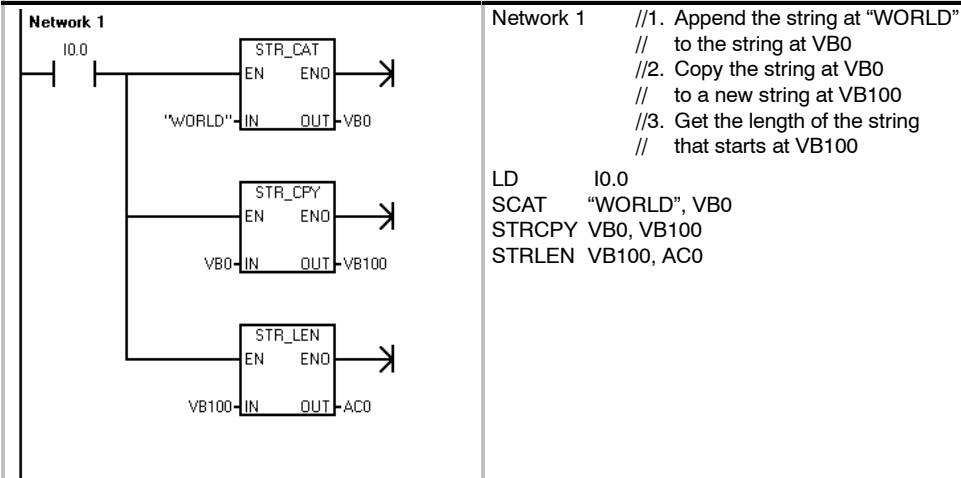 Network 1
I0.0
STR_CAT
EN ENO
"WORLD" IN OUT VB0
STR_CPY
EN ENO
VB0 IN OUT VB100
STR_LEN
EN ENO
VB100 IN OUT AC0
Network 1 //1. Append the string at “WORLD”
// to the string at VB0
//2. Copy the string at VB0
// to a new string at VB100
//3. Get the length of the string
// that starts at VB100
LD I0.0
SCAT “WORLD”, VB0
STRCPY VB0, VB100
STRLEN VB100, AC0